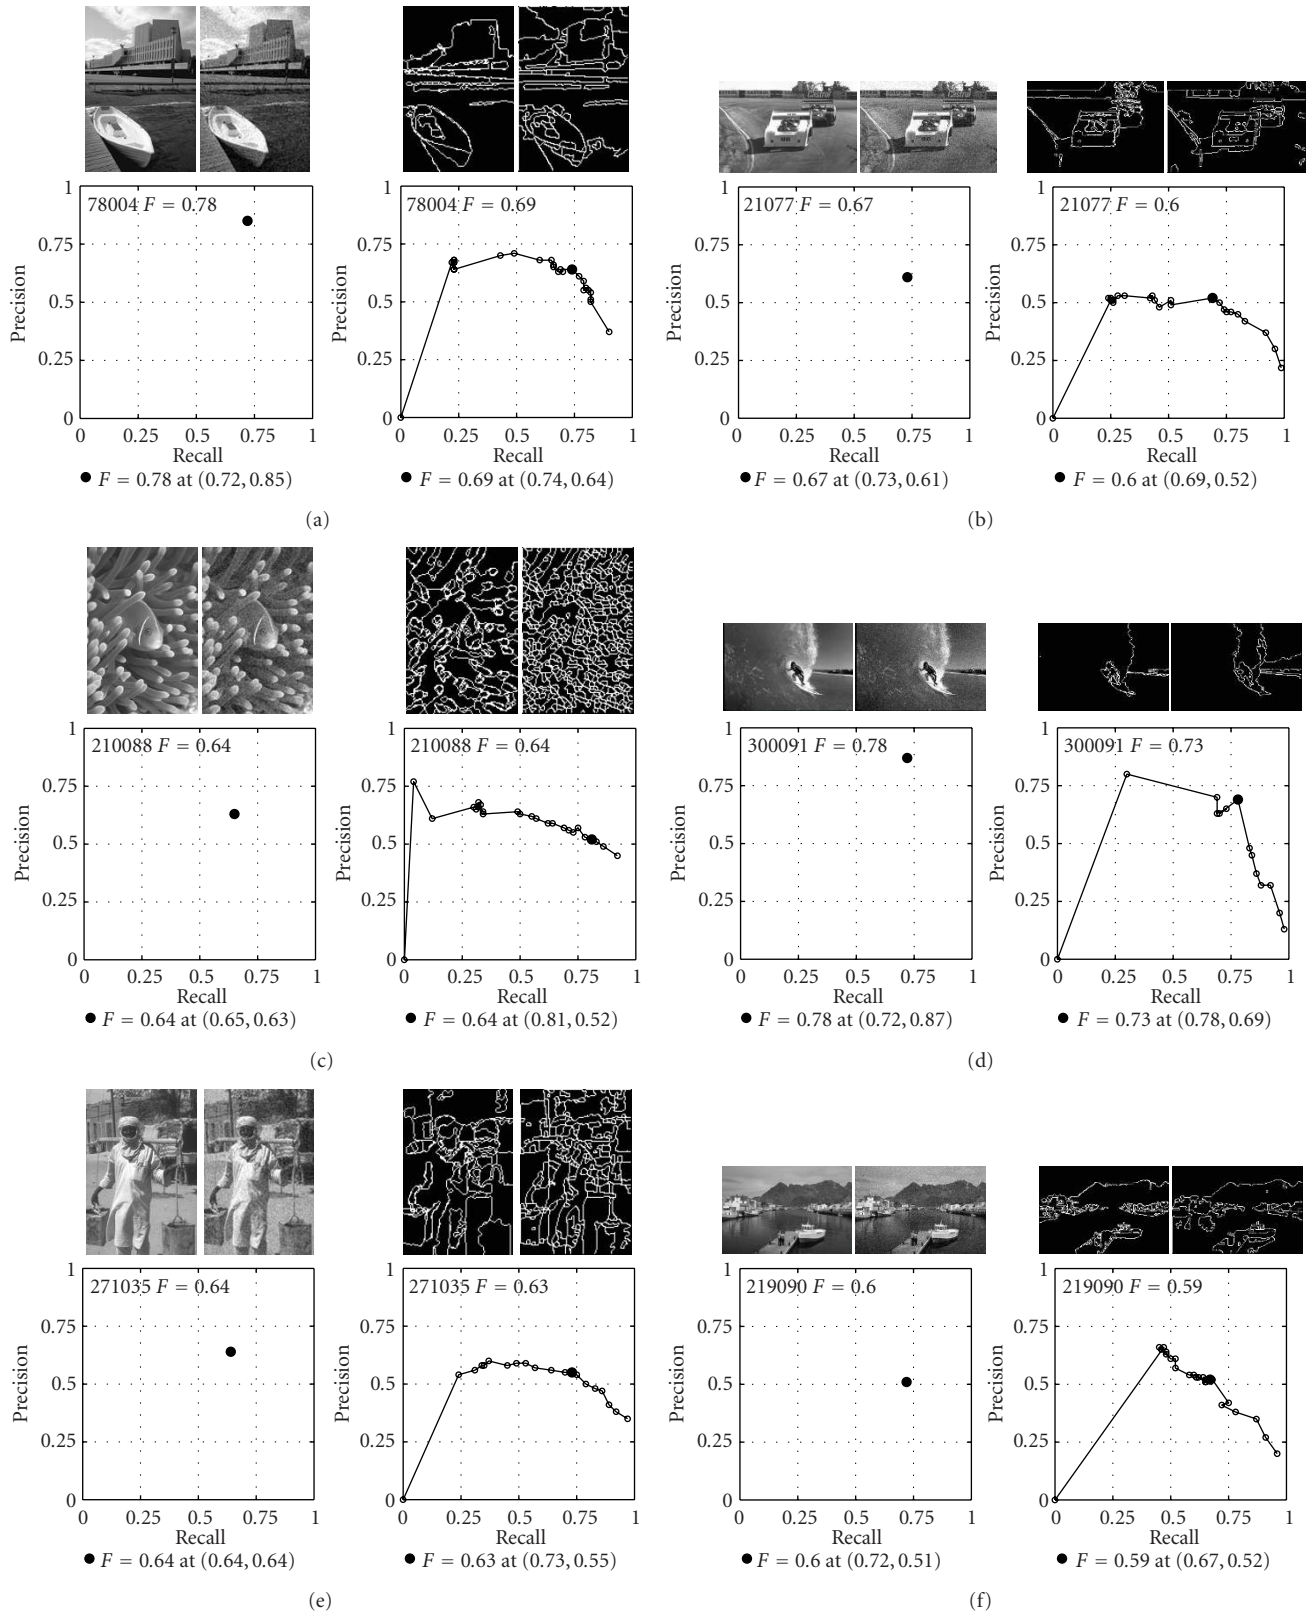 78004 F = 0.78
Precision
1
0.75
0.5
0.25
0
0 0.25 0.5 0.75 1
Recall
● F = 0.78 at (0.72, 0.85)
78004 F = 0.69
Precision
1
0.75
0.5
0.25
0
0 0.25 0.5 0.75 1
Recall
● F = 0.69 at (0.74, 0.64)
(a)
21077 F = 0.67
Precision
1
0.75
0.5
0.25
0
0 0.25 0.5 0.75 1
Recall
● F = 0.67 at (0.73, 0.61)
21077 F = 0.6
Precision
1
0.75
0.5
0.25
0
0 0.25 0.5 0.75 1
Recall
● F = 0.6 at (0.69, 0.52)
(b)
210088 F = 0.64
Precision
1
0.75
0.5
0.25
0
0 0.25 0.5 0.75 1
Recall
● F = 0.64 at (0.65, 0.63)
210088 F = 0.64
Precision
1
0.75
0.5
0.25
0
0 0.25 0.5 0.75 1
Recall
● F = 0.64 at (0.81, 0.52)
(c)
300091 F = 0.78
Precision
1
0.75
0.5
0.25
0
0 0.25 0.5 0.75 1
Recall
● F = 0.78 at (0.72, 0.87)
300091 F = 0.73
Precision
1
0.75
0.5
0.25
0
0 0.25 0.5 0.75 1
Recall
● F = 0.73 at (0.78, 0.69)
(d)
271035 F = 0.64
Precision
1
0.75
0.5
0.25
0
0 0.25 0.5 0.75 1
Recall
● F = 0.64 at (0.64, 0.64)
271035 F = 0.63
Precision
1
0.75
0.5
0.25
0
0 0.25 0.5 0.75 1
Recall
● F = 0.63 at (0.73, 0.55)
(e)
219090 F = 0.6
Precision
1
0.75
0.5
0.25
0
0 0.25 0.5 0.75 1
Recall
● F = 0.6 at (0.72, 0.51)
219090 F = 0.59
Precision
1
0.75
0.5
0.25
0
0 0.25 0.5 0.75 1
Recall
● F = 0.59 at (0.67, 0.52)
(f)